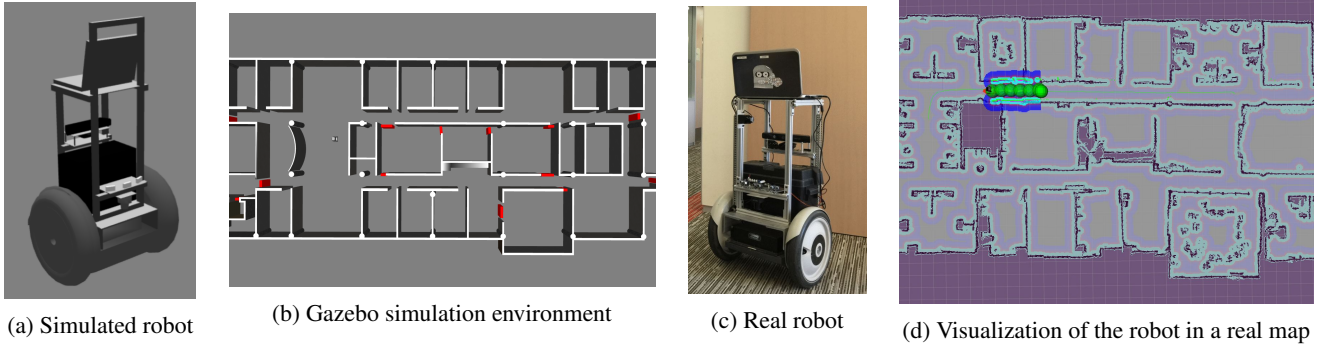 (a) Simulated robot
(b) Gazebo simulation environment
(c) Real robot
(d) Visualization of the robot in a real map